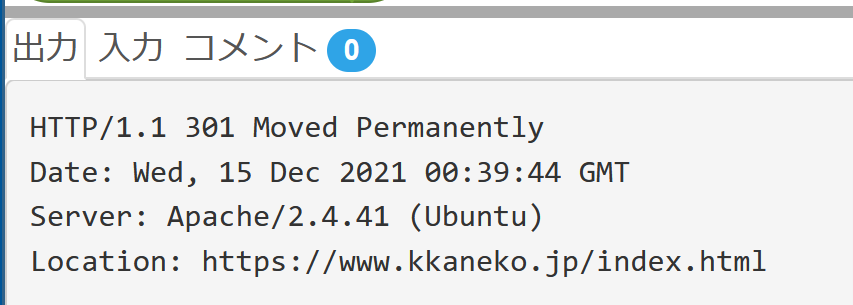 出力 入力 コメント 0
HTTP/1.1 301 Moved Permanently
Date: Wed, 15 Dec 2021 00:39:44 GMT
Server: Apache/2.4.41 (Ubuntu)
Location: https://www.kkaneko.jp/index.html